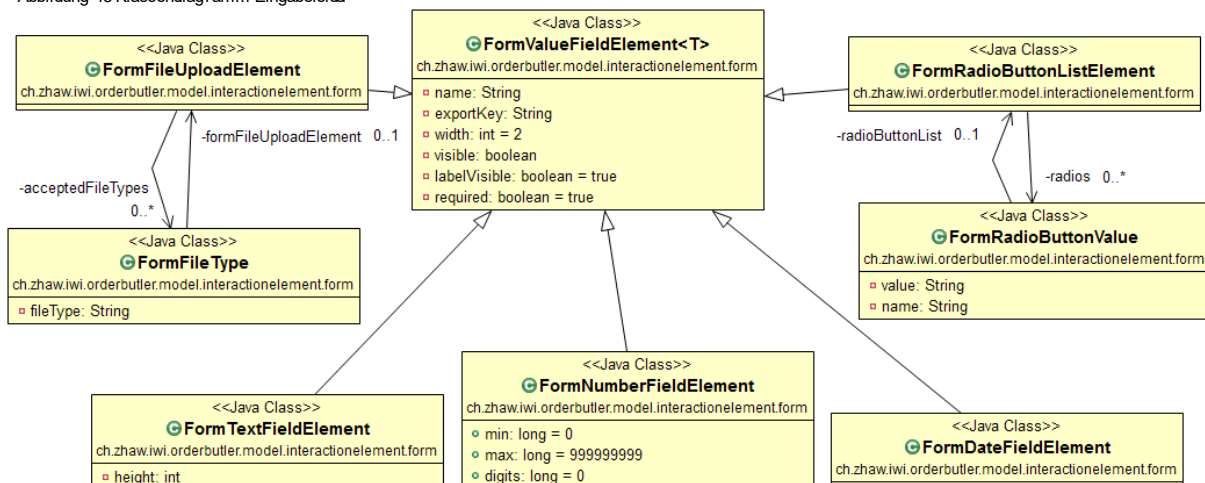 <<Java Class>>
FormFileUploadElement
ch.zhaw.iwi.orderbutler.model.interactionelement.form
<<Java Class>>
FormValueFieldElement<T>
ch.zhaw.iwi.orderbutler.model.interactionelement.form
name: String
exportKey: String
width: int = 2
visible: boolean
labelVisible: boolean = true
required: boolean = true
<<Java Class>>
FormRadioButtonListElement
ch.zhaw.iwi.orderbutler.model.interactionelement.form
-formFileUploadElement 0..1
-acceptedFileTypes
0..*
-radioButtonList 0..1
-radios 0..*
<<Java Class>>
FormFileType
ch.zhaw.iwi.orderbutler.model.interactionelement.form
fileType: String
<<Java Class>>
FormRadioButtonValue
ch.zhaw.iwi.orderbutler.model.interactionelement.form
value: String
name: String
<<Java Class>>
FormTextFieldElement
ch.zhaw.iwi.orderbutler.model.interactionelement.form
height: int
<<Java Class>>
FormNumberFieldElement
ch.zhaw.iwi.orderbutler.model.interactionelement.form
min: long = 0
max: long = 999999999
digits: long = 0
<<Java Class>>
FormDateFieldElement
ch.zhaw.iwi.orderbutler.model.interactionelement.form